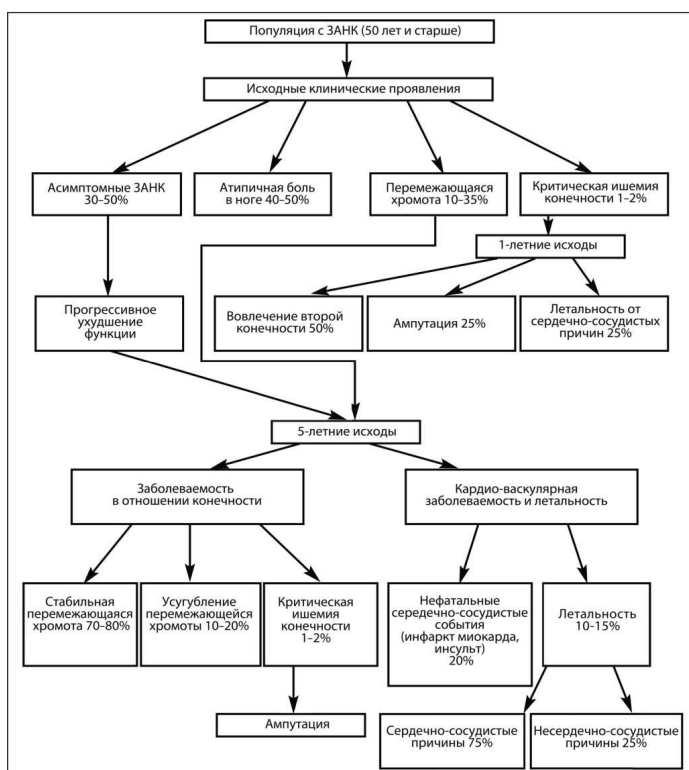 Популяция с ЗАНК (50 лет и старше)
Исходные клинические проявления
Асимптомные ЗАНК
30–50%
Атипичная боль
в ноге 40–50%
Перемежающая
хромота 10–35%
Критическая ишемия
конечности 1–2%
1-летние исходы
Прогрессивное
ухудшение
функции
Вовлечение второй
конечности 50%
Ампутация 25%
Летальность от
сердечно-сосудистых
причин 25%
5-летние исходы
Заболеваемость
в отношении конечности
Кардио-васкулярная
заболеваемость и летальность
Стабильная
перемежающаяся
хромота 70–80%
Усугубление
перемежающейся
хромоты 10–20%
Критическая
ишемия
конечности
1–2%
Нефатальные
середечно-сосудистые
события
(инфаркт миокарда,
инсульт)
20%
Летальность
10-15%
Ампутация
Сердечно-сосудистые
причины 75%
Несердечно-сосудистые
причины 25%